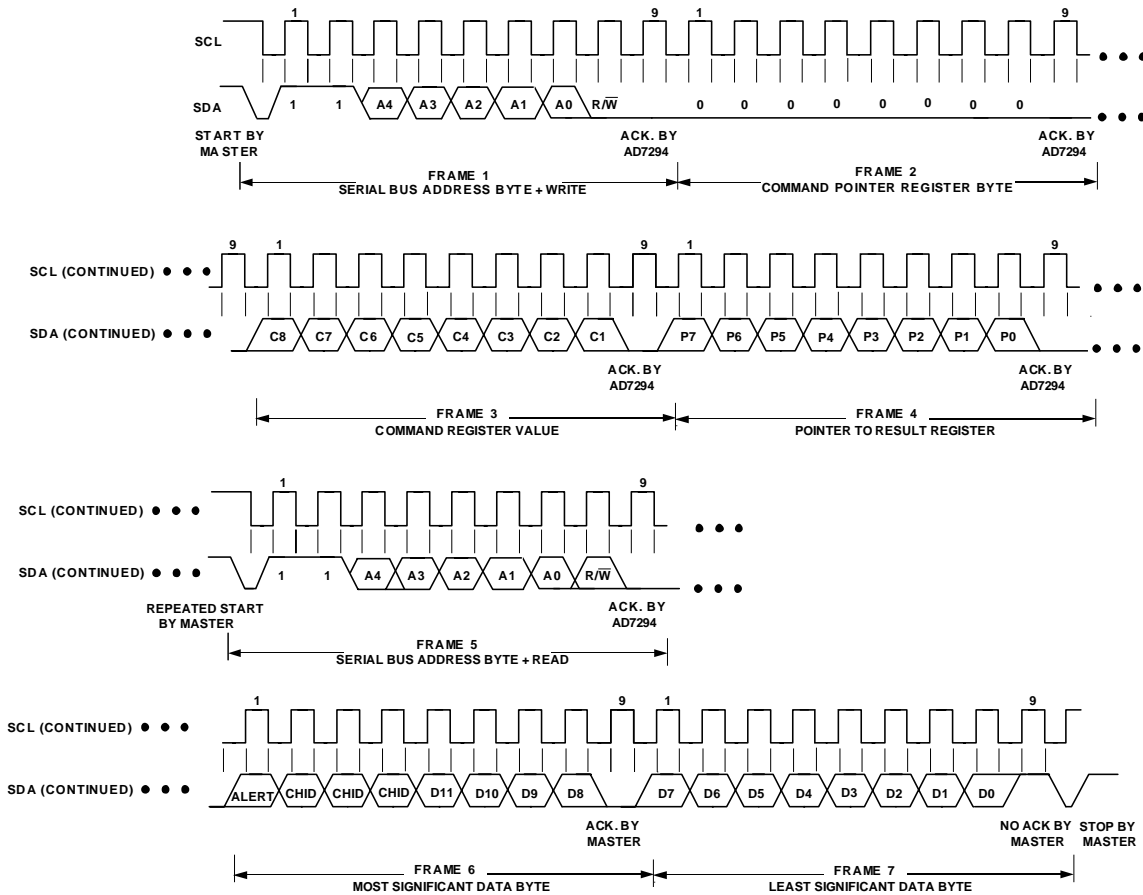 1 9 1 9
SCL
SDA 1 1 A4 A3 A2 A1 A0 R/W̅ 0 0 0 0 0 0 0 0
START BY
MASTER
ACK. BY
AD7294
ACK. BY
AD7294
FRAME 1
SERIAL BUS ADDRESS BYTE + WRITE
FRAME 2
COMMAND POINTER REGISTER BYTE
9 1 9 1 9
SCL (CONTINUED)
SDA (CONTINUED) C8 C7 C6 C5 C4 C3 C2 C1 P7 P6 P5 P4 P3 P2 P1 P0
ACK. BY
AD7294
ACK. BY
AD7294
FRAME 3
COMMAND REGISTER VALUE
FRAME 4
POINTER TO RESULT REGISTER
1 9
SCL (CONTINUED)
SDA (CONTINUED) 1 1 A4 A3 A2 A1 A0 R/W̅
REPEATED START
BY MASTER
ACK. BY
AD7294
FRAME 5
SERIAL BUS ADDRESS BYTE + READ
1 9 1 9
SCL (CONTINUED)
SDA (CONTINUED) ALERT CHID CHID CHID D11 D10 D9 D8 D7 D6 D5 D4 D3 D2 D1 D0
ACK. BY
MASTER
NO ACK BY
MASTER
STOP BY
MASTER
FRAME 6
MOST SIGNIFICANT DATA BYTE
FRAME 7
LEAST SIGNIFICANT DATA BYTE